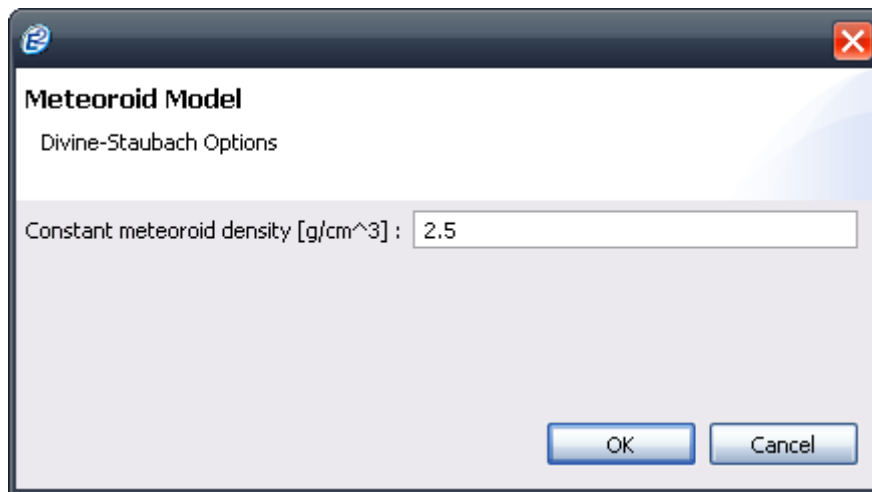 Meteoroid Model
Divine-Staubach Options
Constant meteoroid density [g/cm^3] : 2.5
OK Cancel